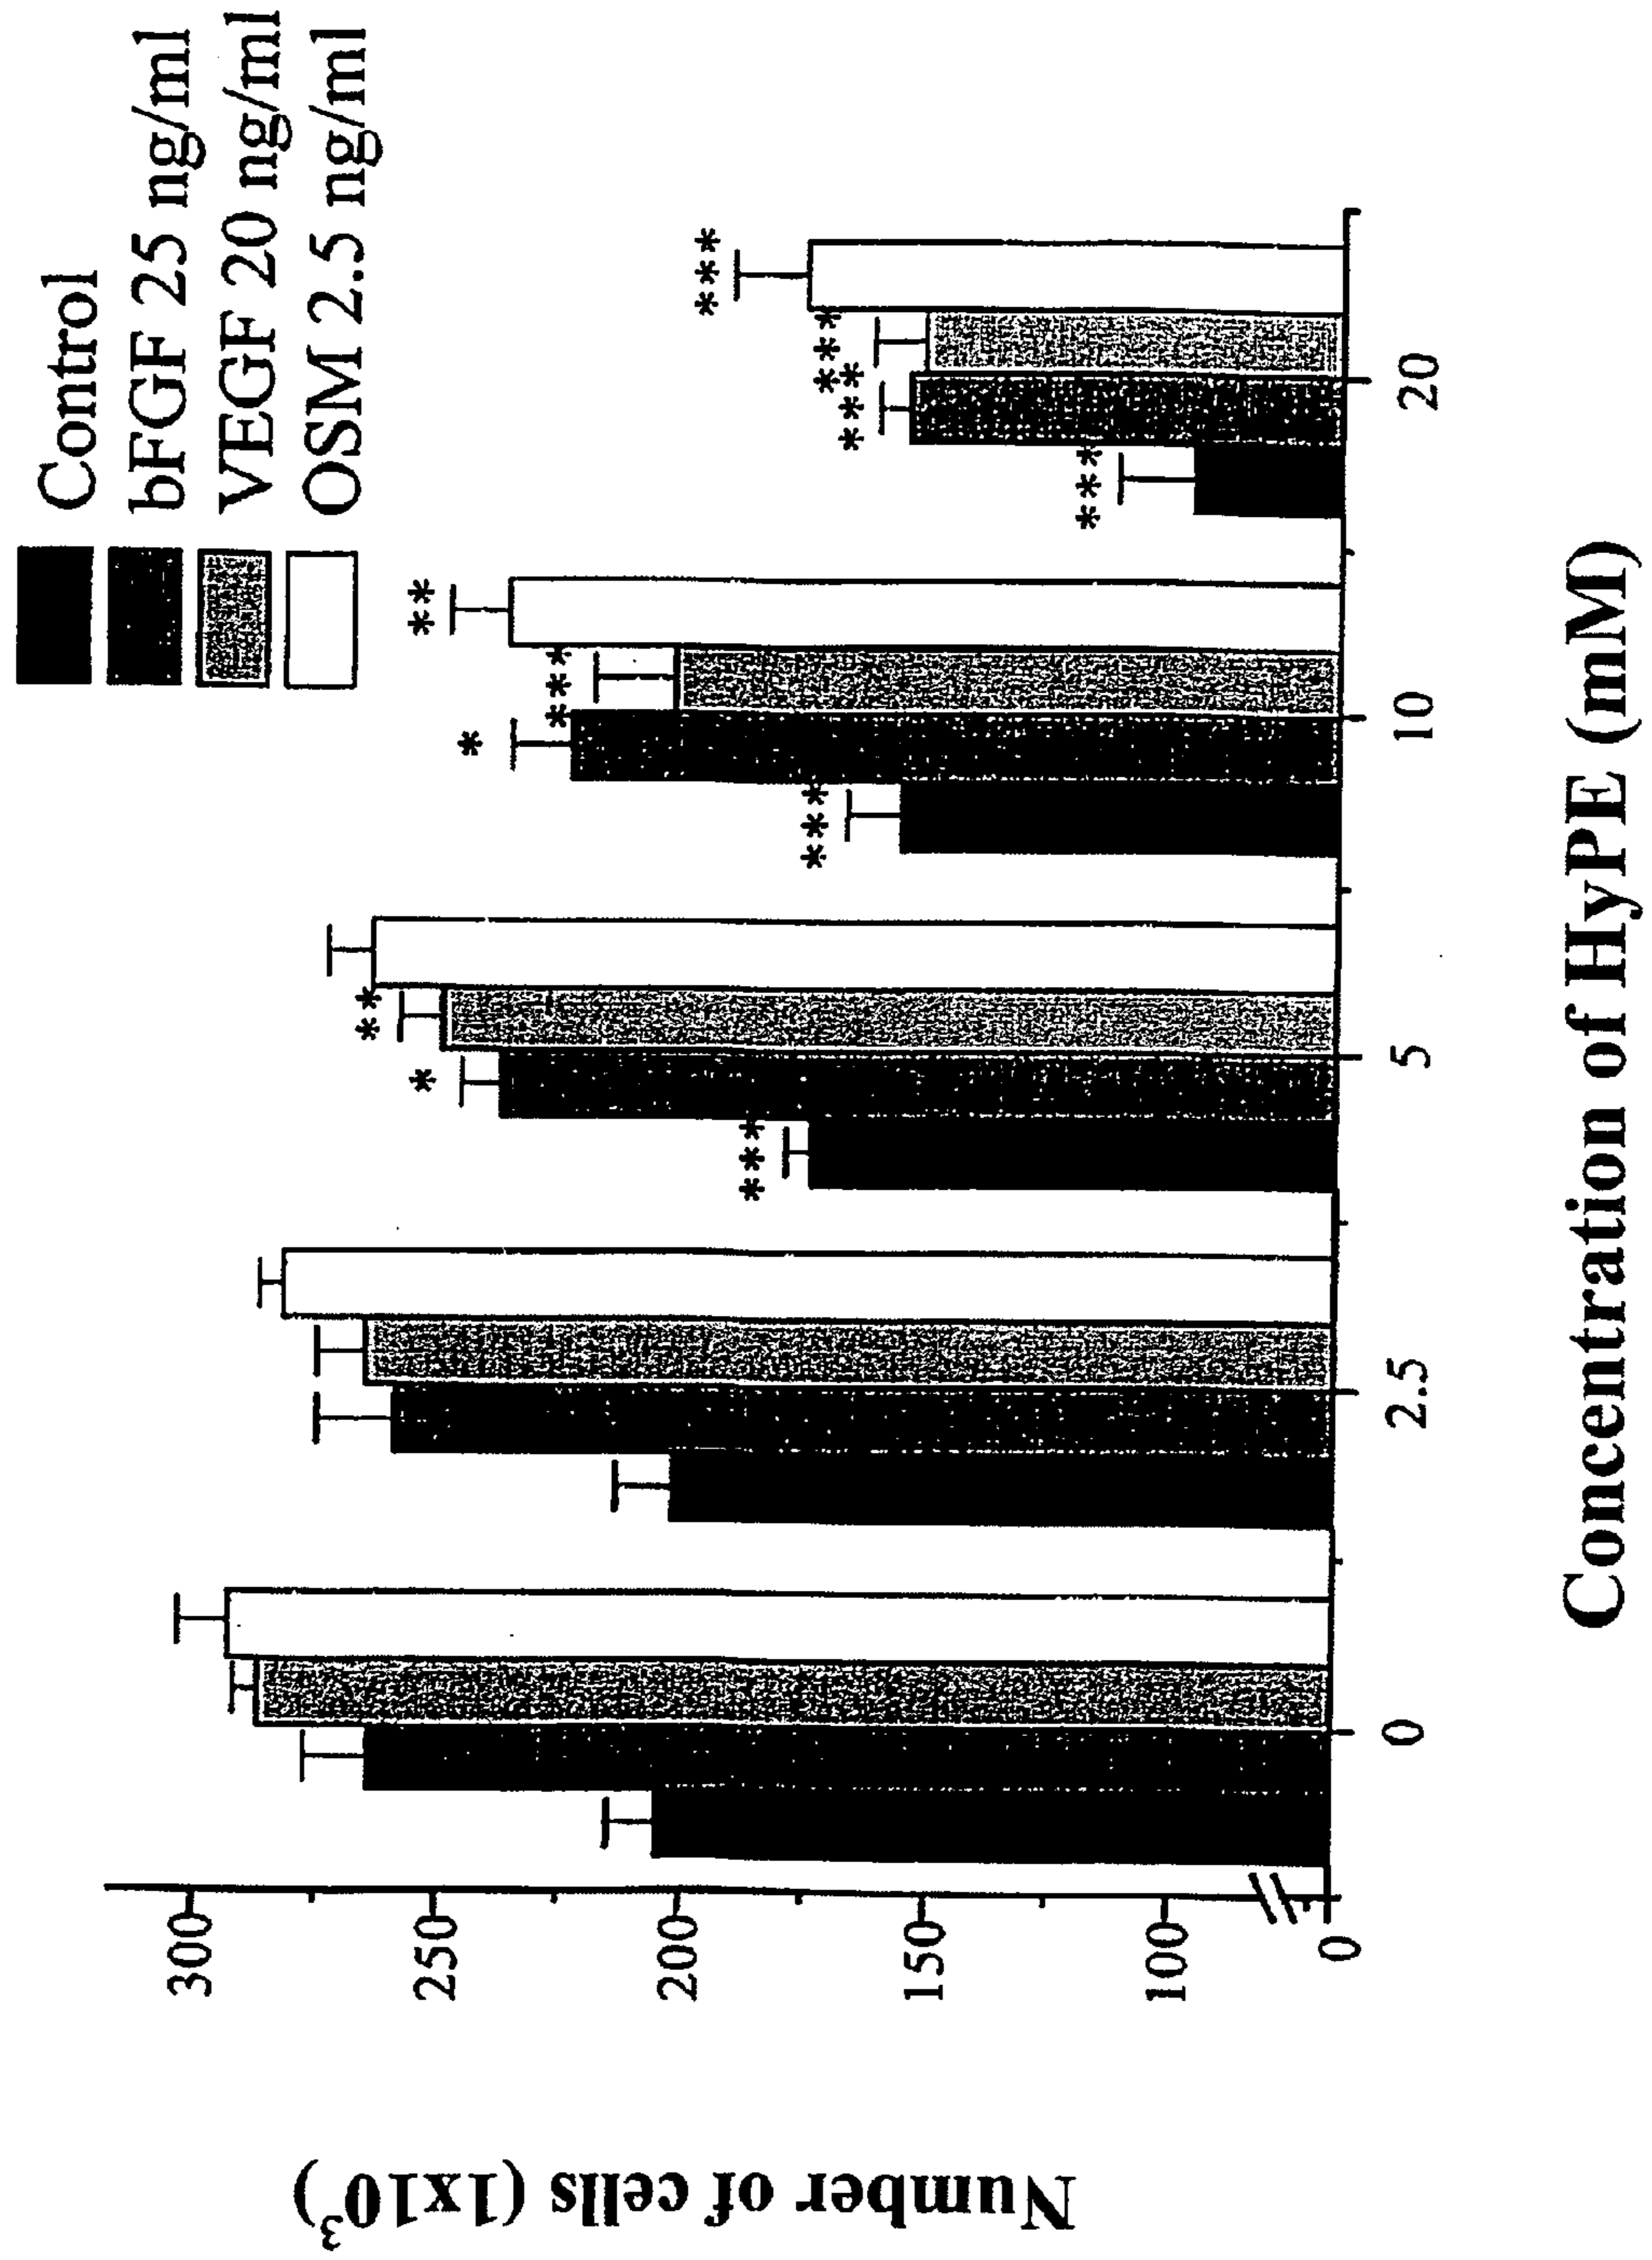 Control
bFGF 25 ng/ml
VEGF 20 ng/ml
OSM 2.5 ng/ml
Number of cells (1x10³)
300
250
200
150
100
0
*** * ** *** * *** ** *** *** *** ***
0 2.5 5 10 20
Concentration of HyPE (mM)